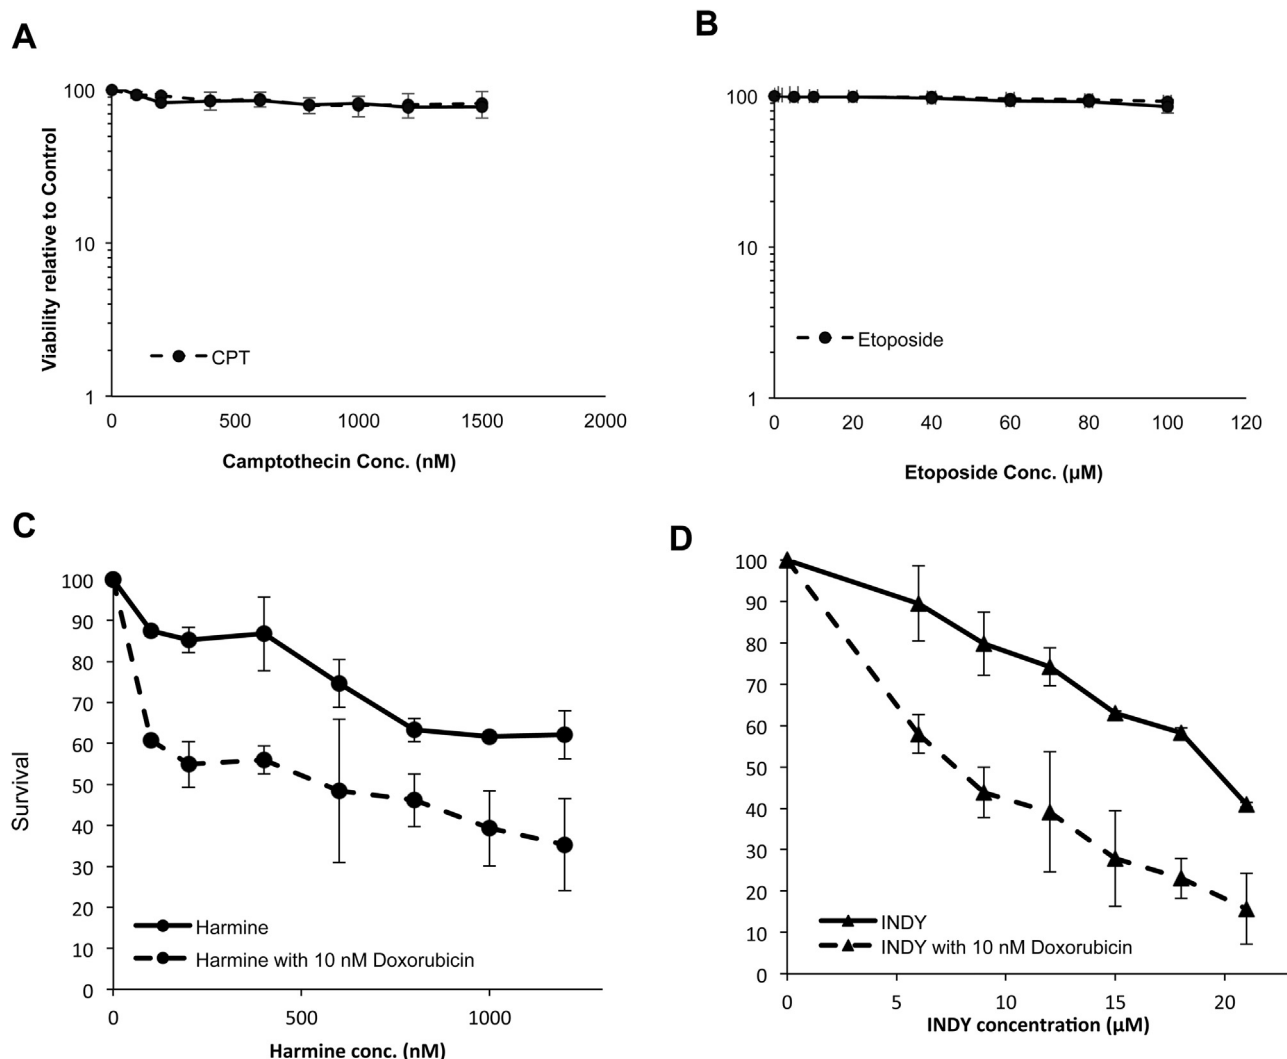 A
100
10
1
Viability relative to Control
CPT
0 500 1000 1500 2000
Camptothecin Conc. (nM)
B
100
10
1
Etoposide
0 20 40 60 80 100 120
Etoposide Conc. (µM)
C
100
90
80
70
60
50
40
30
20
10
0
Survival
Harmine
Harmine with 10 nM Doxorubicin
0 500 1000
Harmine conc. (nM)
D
100
90
80
70
60
50
40
30
20
10
0
INDY
INDY with 10 nM Doxorubicin
0 5 10 15 20
INDY concentration (µM)